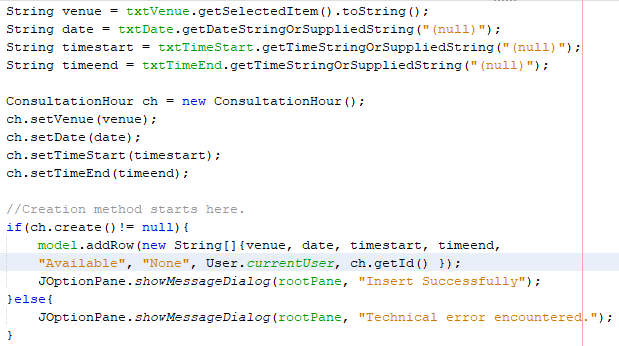 String venue = txtVenue.getSelectedItem().toString();
String date = txtDate.getDateStringOrSuppliedString("(null)");
String timestart = txtTimeStart.getTimeStringOrSuppliedString("(null)");
String timeend = txtTimeEnd.getTimeStringOrSuppliedString("(null)");

ConsultationHour ch = new ConsultationHour();
ch.setVenue(venue);
ch.setDate(date);
ch.setTimeStart(timestart);
ch.setTimeEnd(timeend);

//Creation method starts here.
if(ch.create()!= null){
    model.addRow(new String[]{venue, date, timestart, timeend,
    "Available", "None", User.currentUser, ch.getId() });
    JOptionPane.showMessageDialog(rootPane, "Insert Successfully");
}else{
    JOptionPane.showMessageDialog(rootPane, "Technical error encountered.");
}